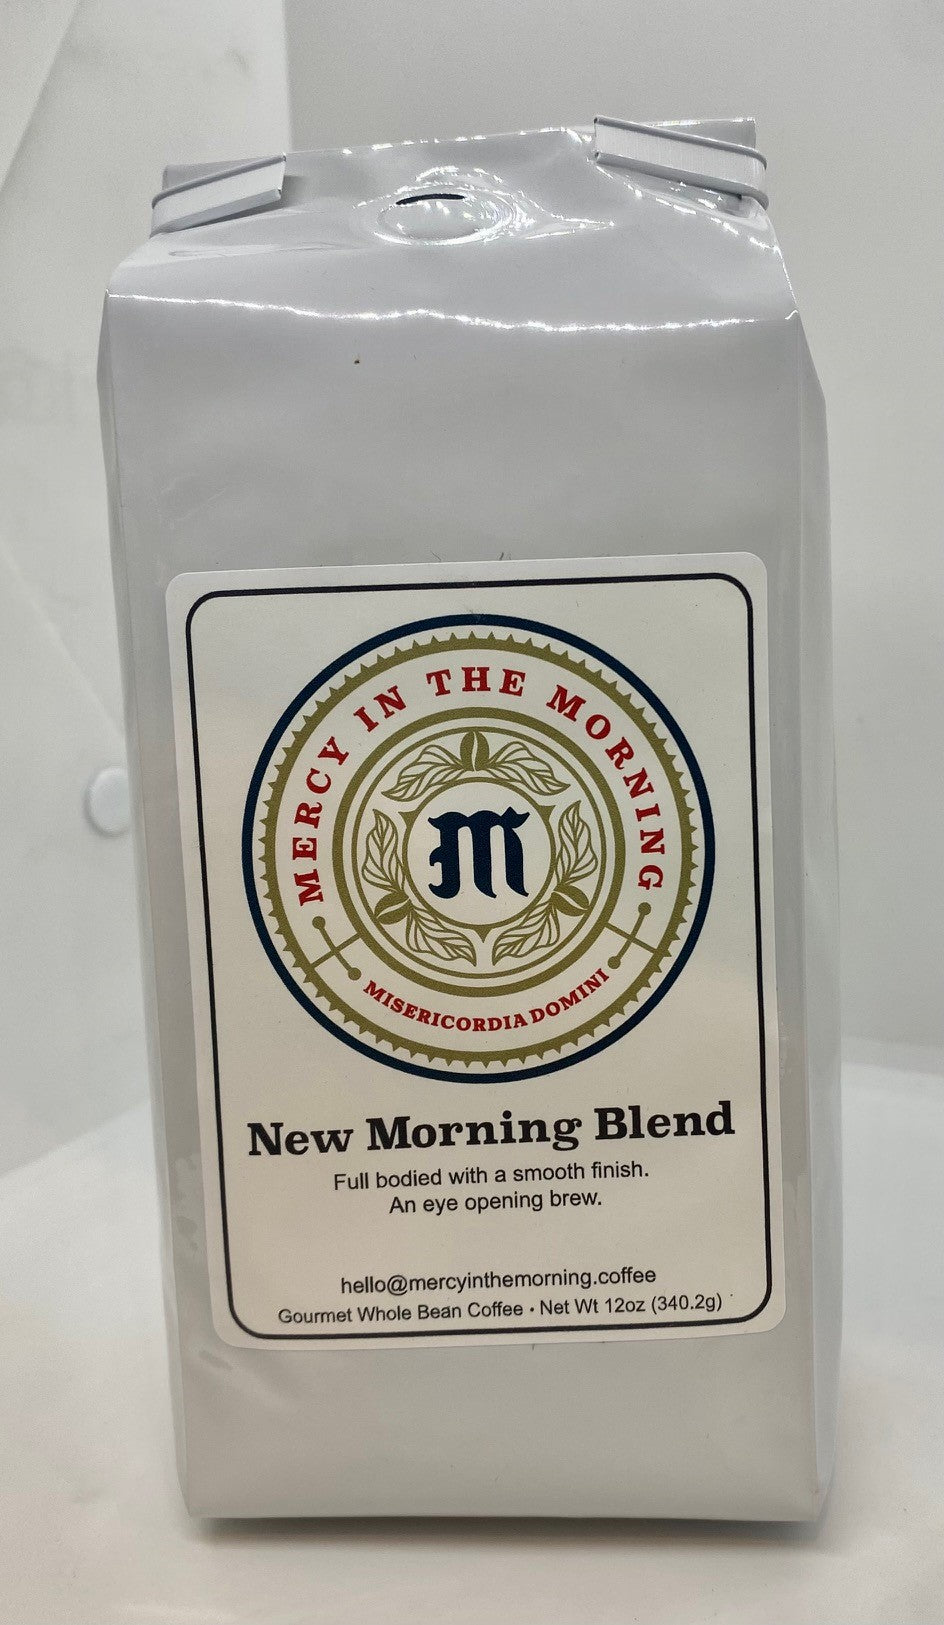 MERCY IN THE MORNING
M
MISERICORDIA DOMINI
New Morning Blend
Full bodied with a smooth finish.
An eye opening brew.
hello@mercyinthemorning.coffee
Gourmet Whole Bean Coffee • Net Wt 12oz (340.2g)